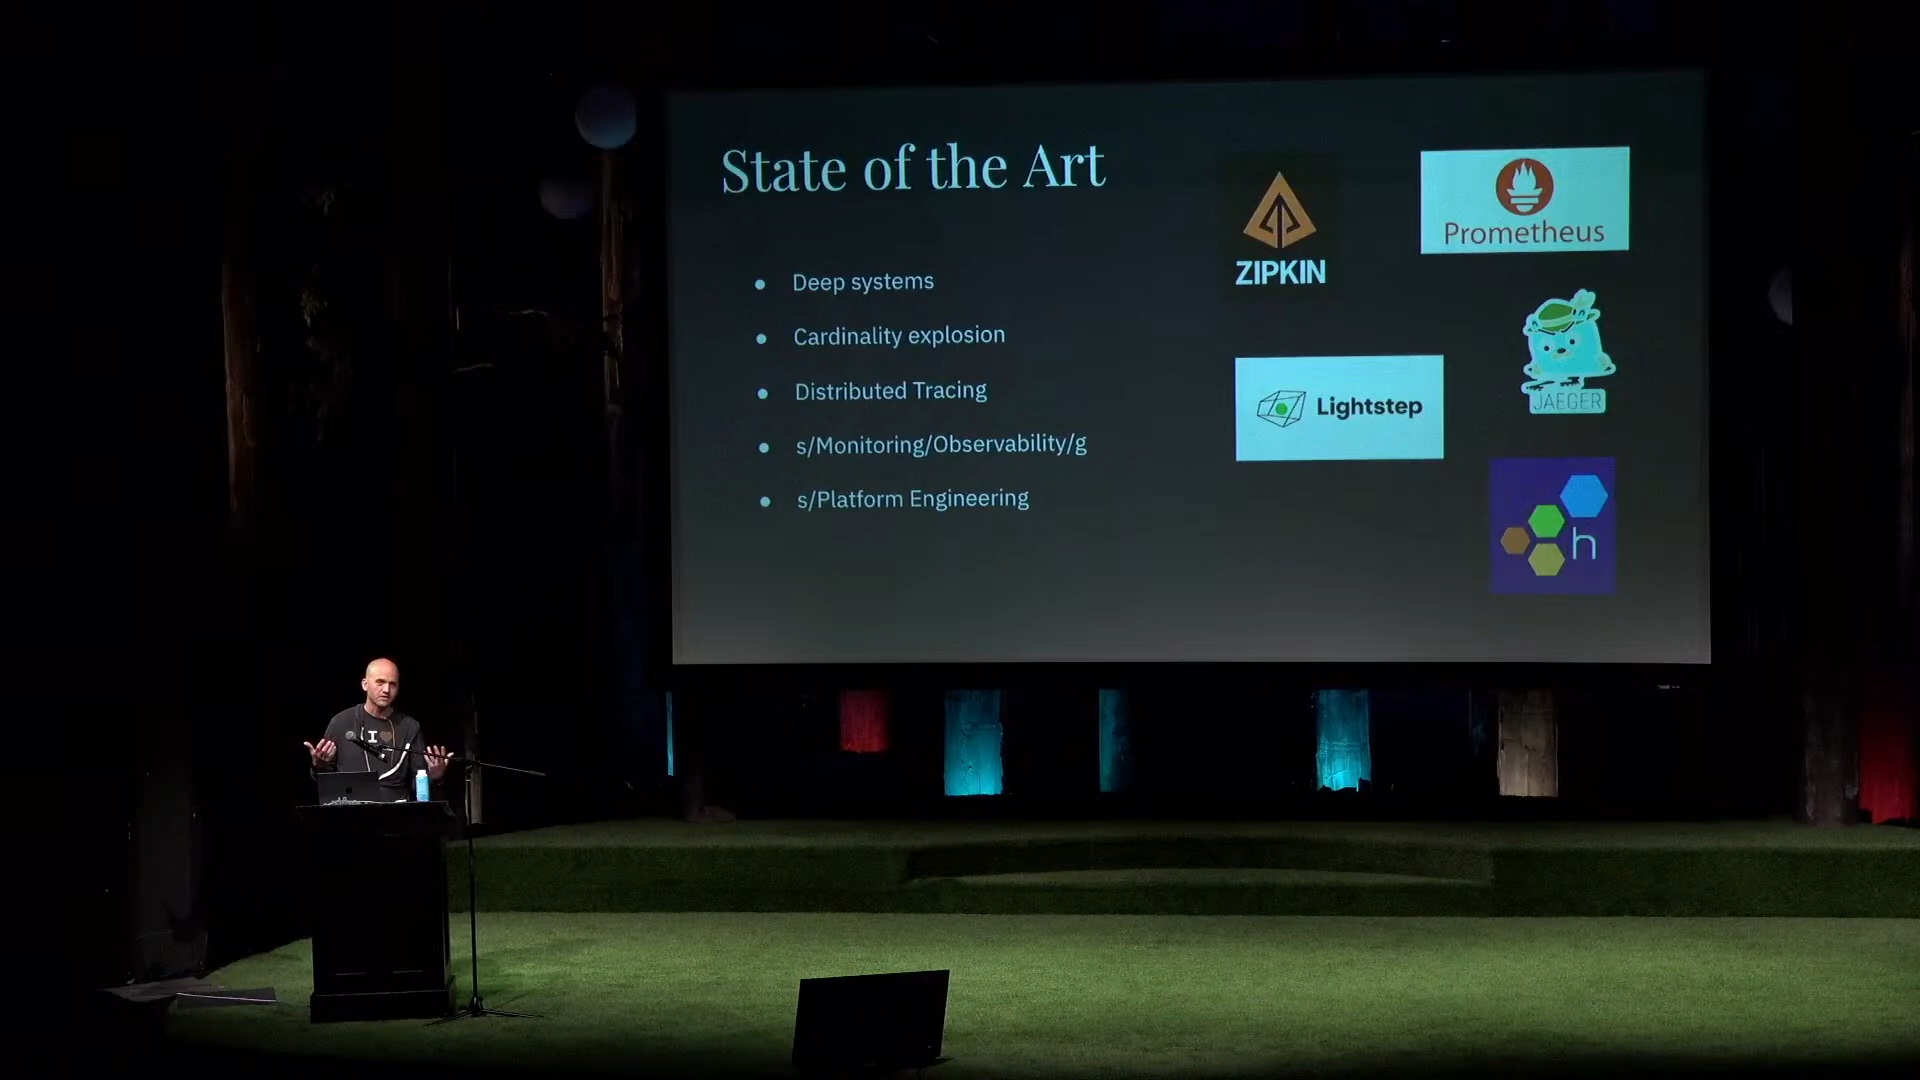 State of the Art
Deep systems
Cardinality explosion
Distributed Tracing
s/Monitoring/Observability/g
s/Platform Engineering
ZIPKIN
Prometheus
Lightstep
JAEGER
h
I